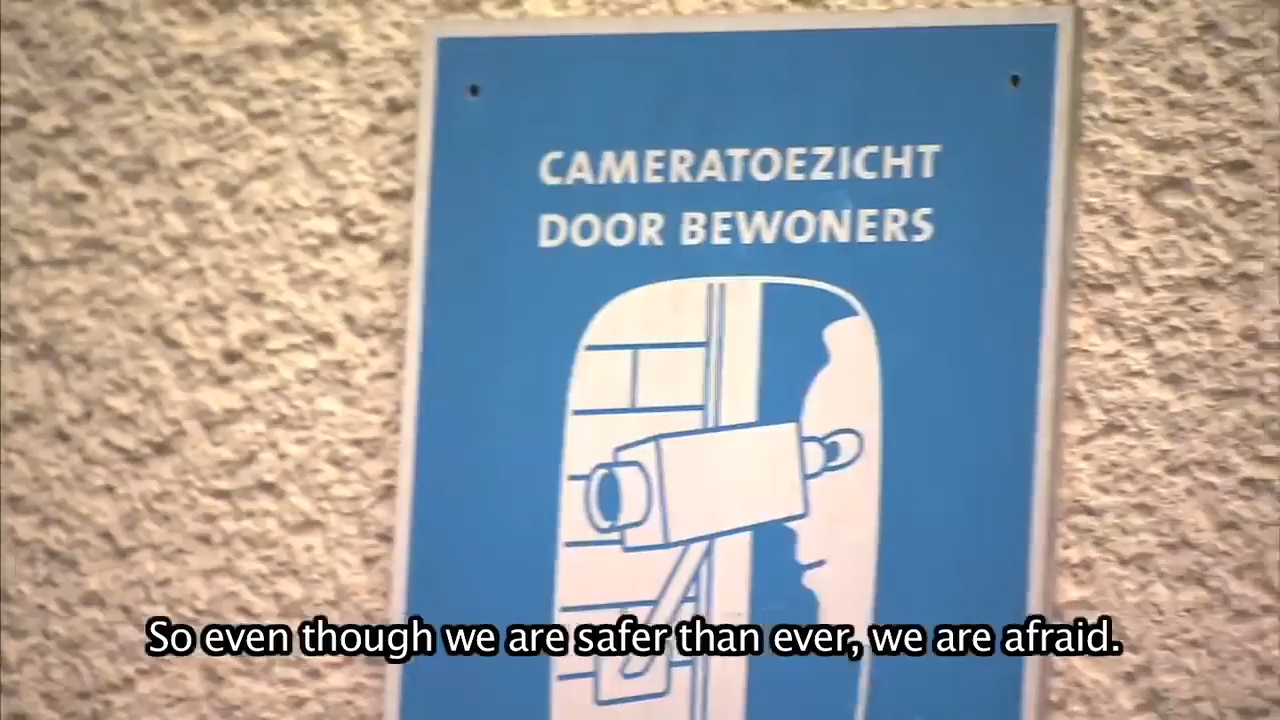 CAMERATOEZICHT
DOOR BEWONERS
So even though we are safer than ever, we are afraid.